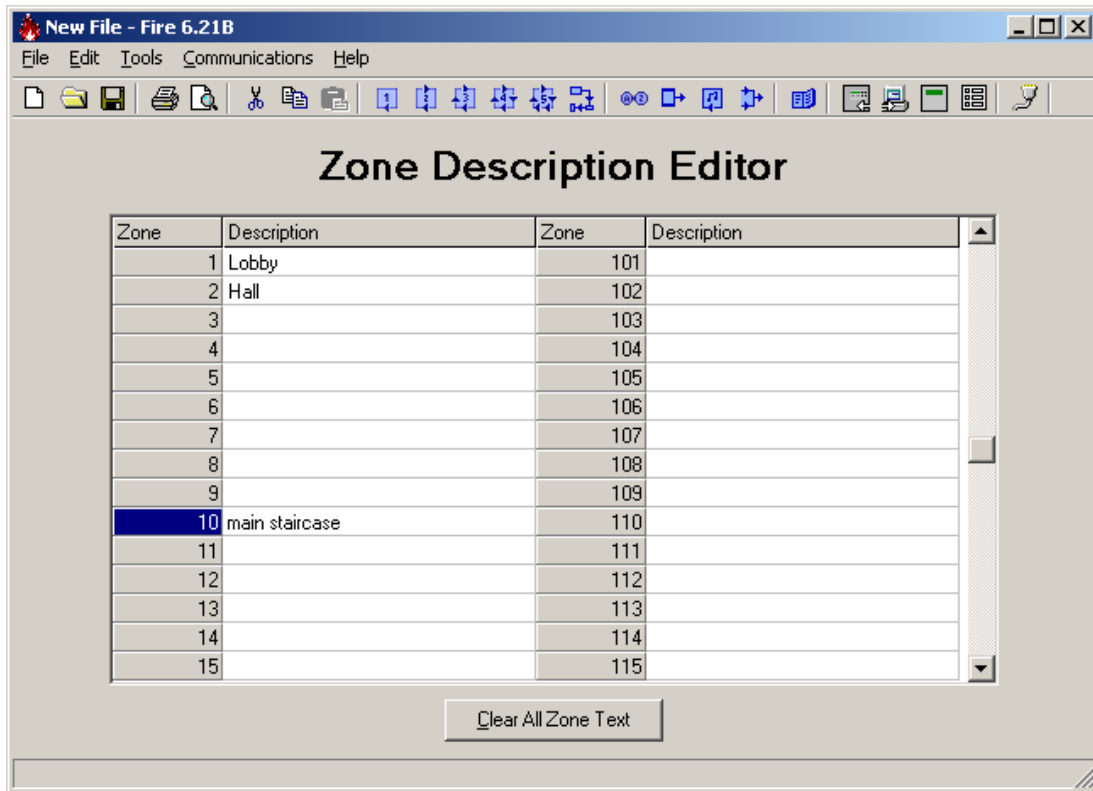 New File - Fire 6.21B
File Edit Tools Communications Help
Zone Description Editor
Zone Description Zone Description
1 Lobby 101
2 Hall 102
3 103
4 104
5 105
6 106
7 107
8 108
9 109
10 main staircase 110
11 111
12 112
13 113
14 114
15 115
Clear All Zone Text